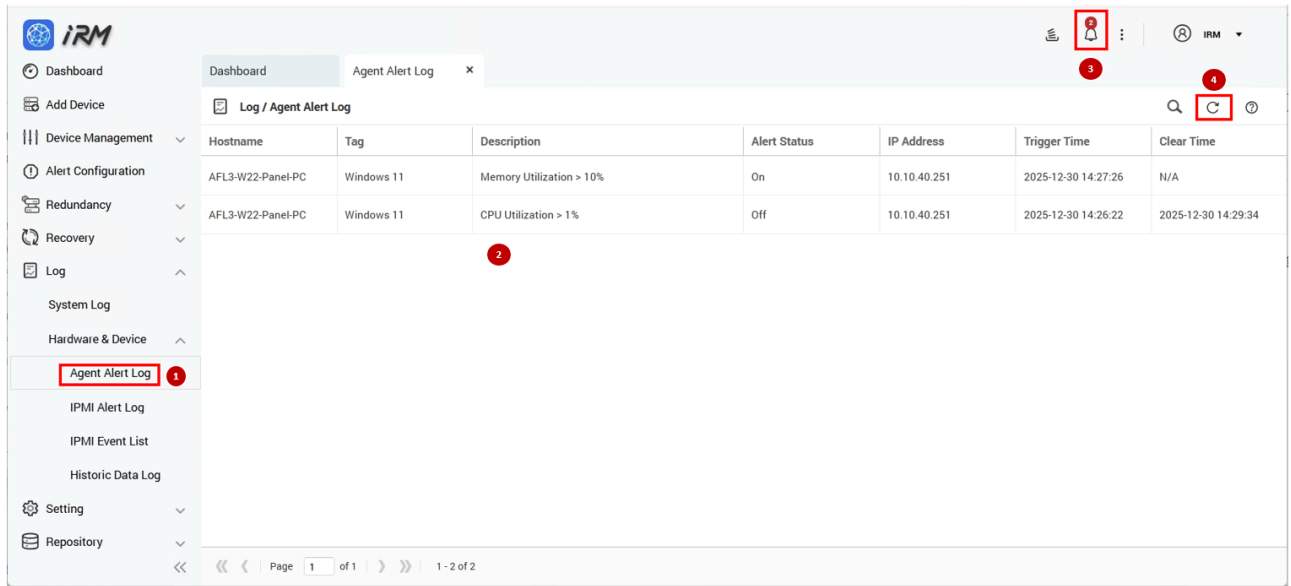 iRM
2
IRM
3
4
Dashboard
Add Device
Device Management
Alert Configuration
Redundancy
Recovery
Log
System Log
Hardware & Device
Agent Alert Log
1
IPMI Alert Log
IPMI Event List
Historic Data Log
Setting
Repository
Dashboard
Agent Alert Log
Log / Agent Alert Log
Hostname Tag Description Alert Status IP Address Trigger Time Clear Time
AFL3-W22-Panel-PC Windows 11 Memory Utilization > 10% On 10.10.40.251 2025-12-30 14:27:26 N/A
AFL3-W22-Panel-PC Windows 11 CPU Utilization > 1% Off 10.10.40.251 2025-12-30 14:26:22 2025-12-30 14:29:34
2
Page 1 of 1 1 - 2 of 2